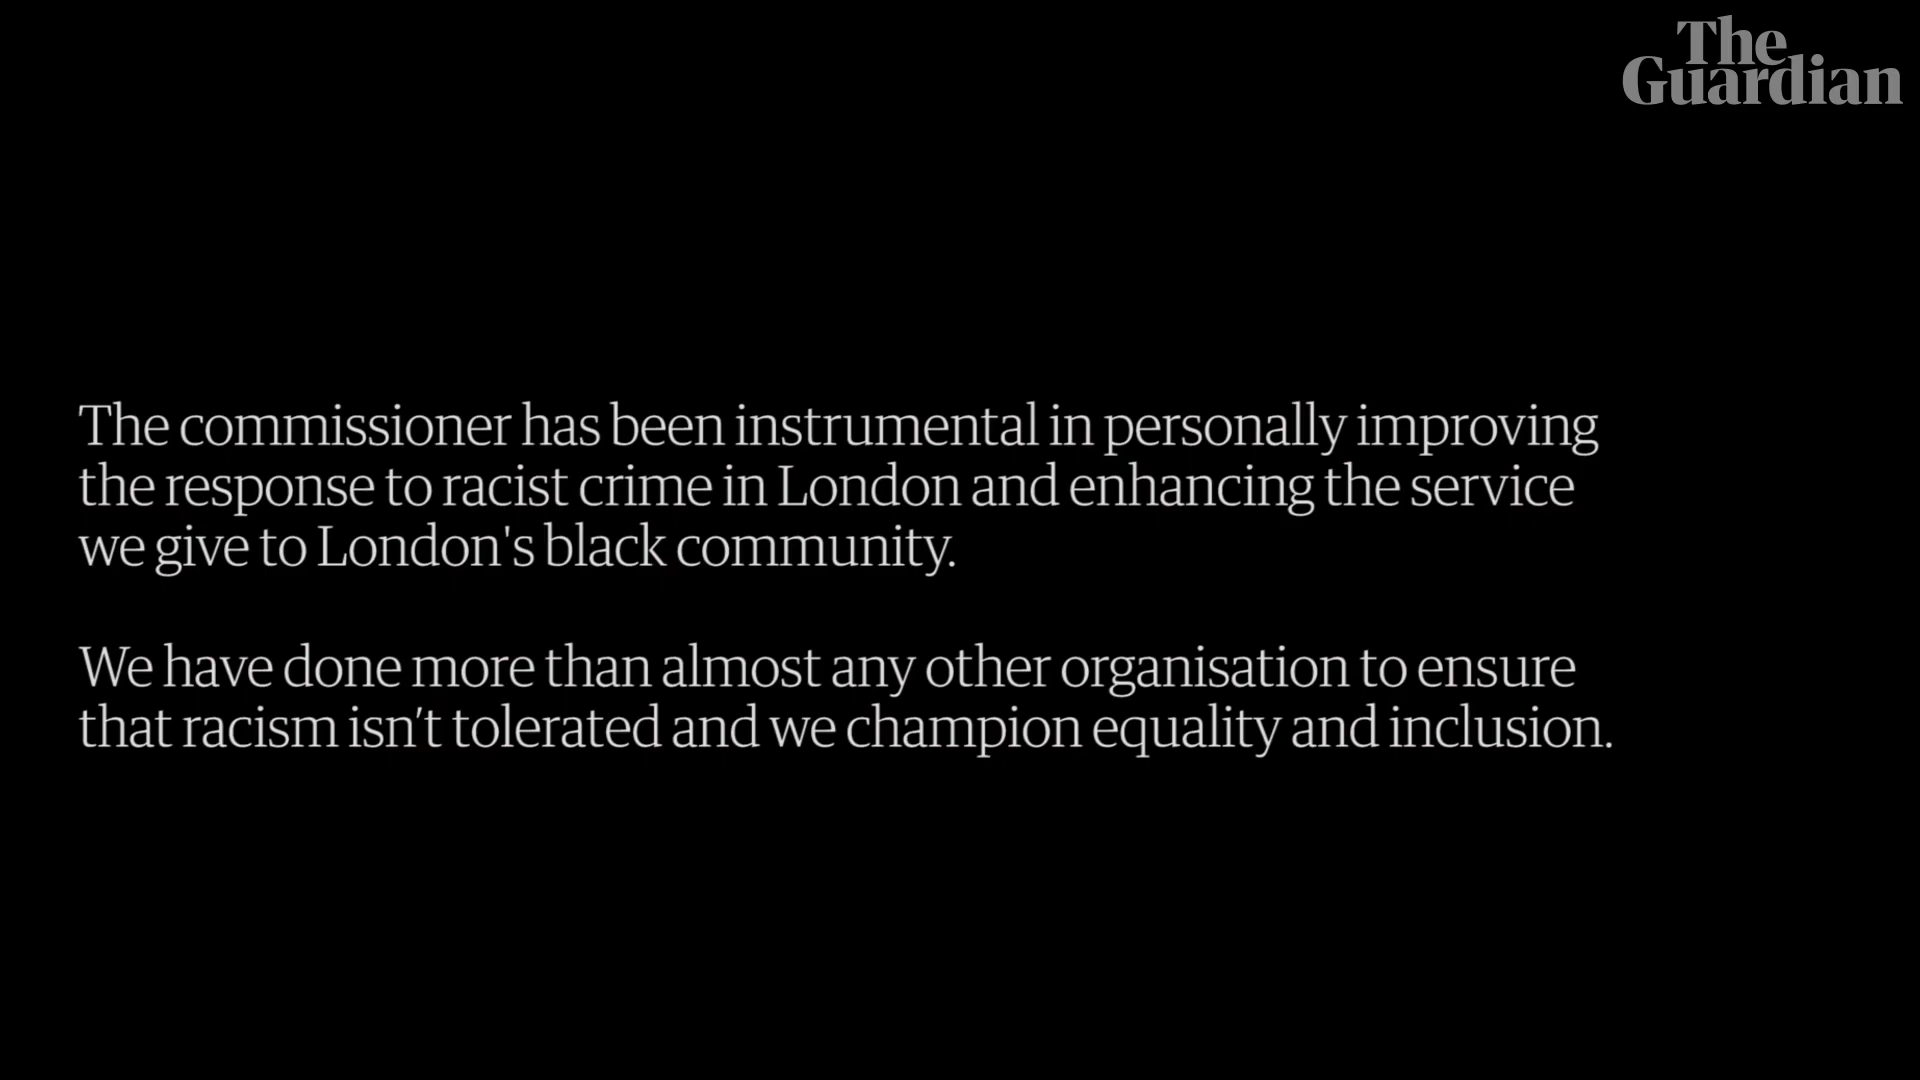 The
Guardian
The commissioner has been instrumental in personally improving
the response to racist crime in London and enhancing the service
we give to London's black community.
We have done more than almost any other organisation to ensure
that racism isn’t tolerated and we champion equality and inclusion.